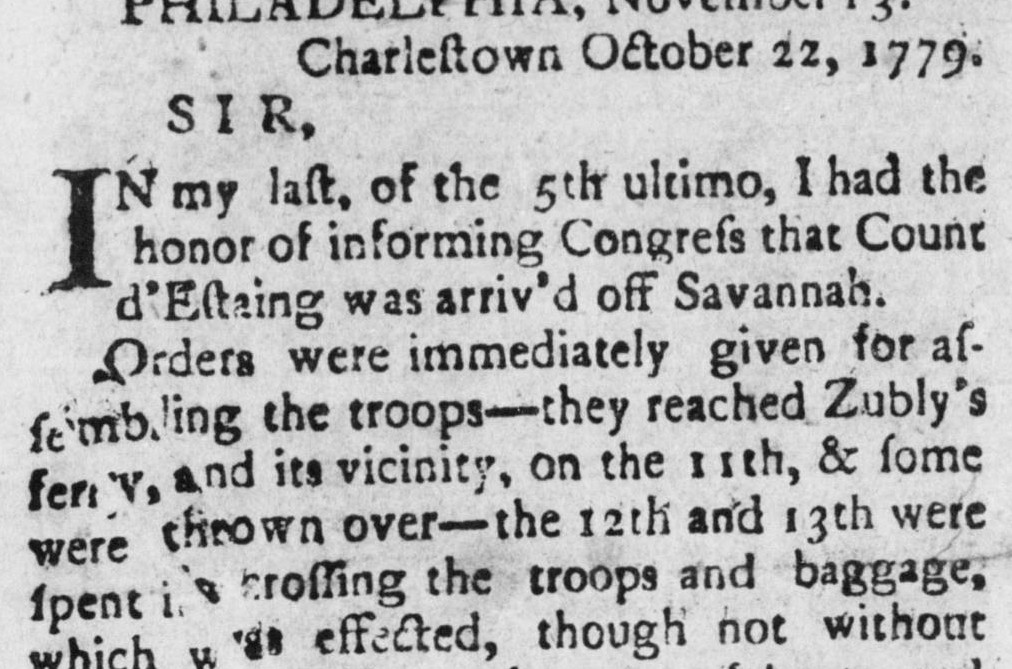 PHILADELPHIA, November 13.
Charleſtown October 22, 1779.
SIR,
IN my laſt, of the 5th ultimo, I had the
honor of informing Congreſs that Count
d'Eſtaing was arriv'd off Savannah.
Orders were immediately given for aſ-
ſembling the troops—they reached Zubly's
ferry, and its vicinity, on the 11th, & ſome
were thrown over—the 12th and 13th were
ſpent in croſſing the troops and baggage,
which was effected, though not without